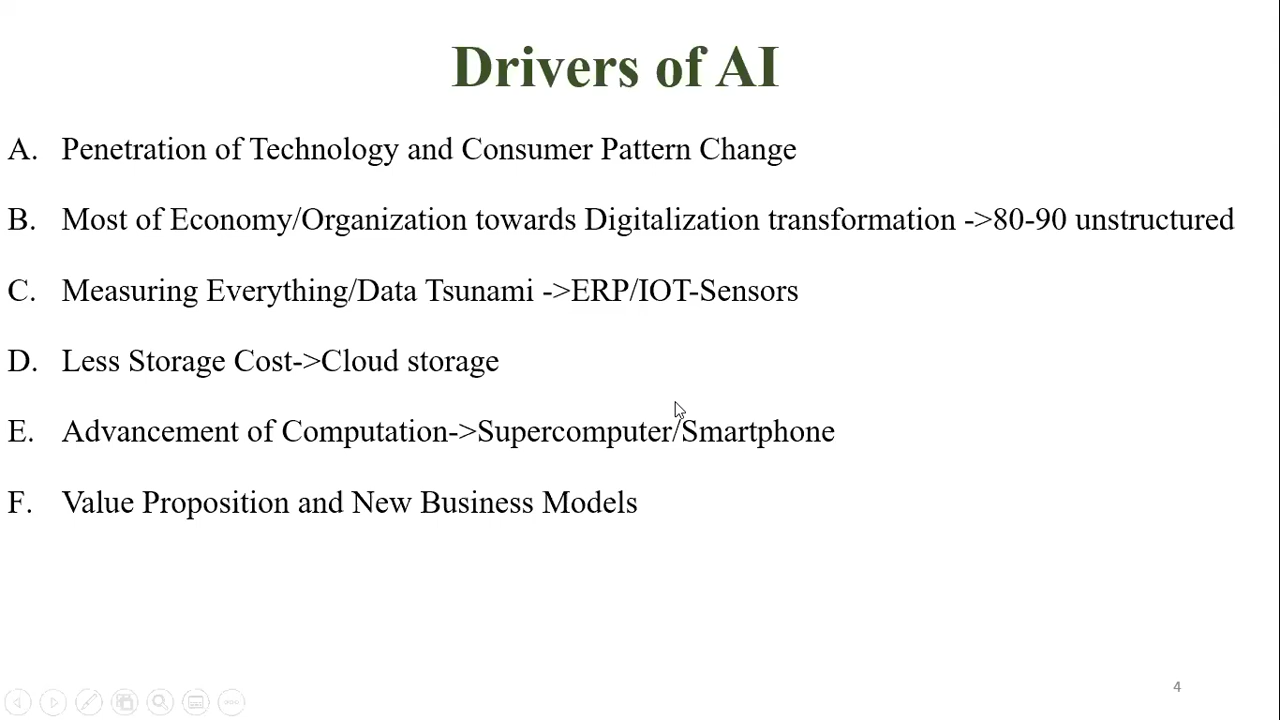 Drivers of AI
A. Penetration of Technology and Consumer Pattern Change
B. Most of Economy/Organization towards Digitalization transformation ->80-90 unstructured
C. Measuring Everything/Data Tsunami ->ERP/IOT-Sensors
D. Less Storage Cost->Cloud storage
E. Advancement of Computation->Supercomputer/Smartphone
F. Value Proposition and New Business Models
4